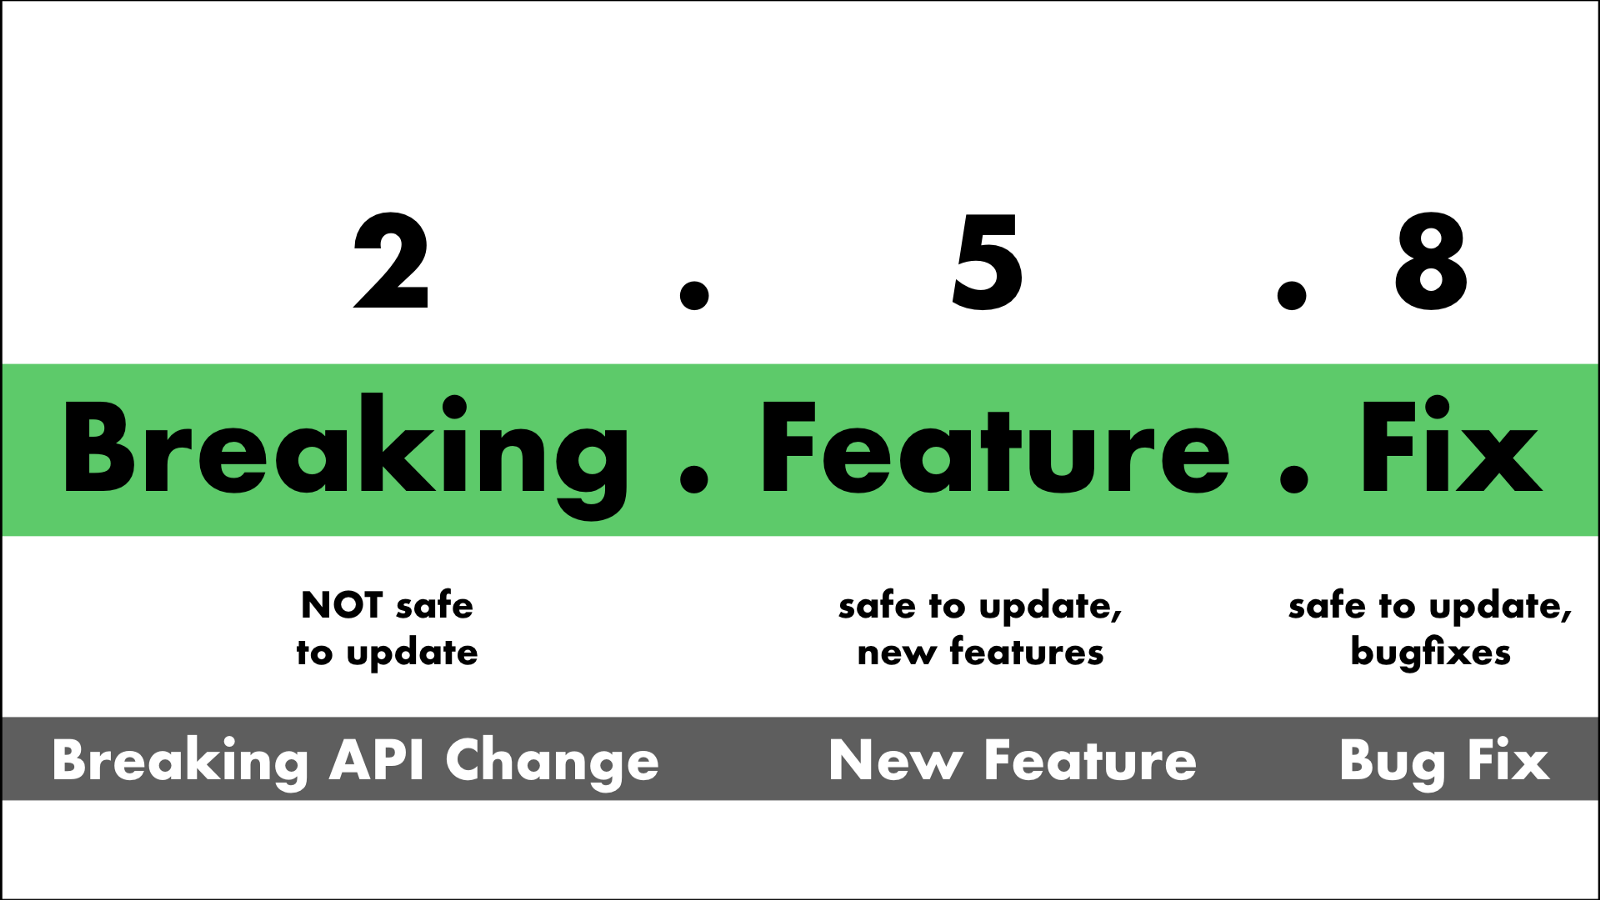 2 . 5 . 8
Breaking . Feature . Fix
NOT safe
to update
safe to update,
new features
safe to update,
bugfixes
Breaking API Change
New Feature
Bug Fix